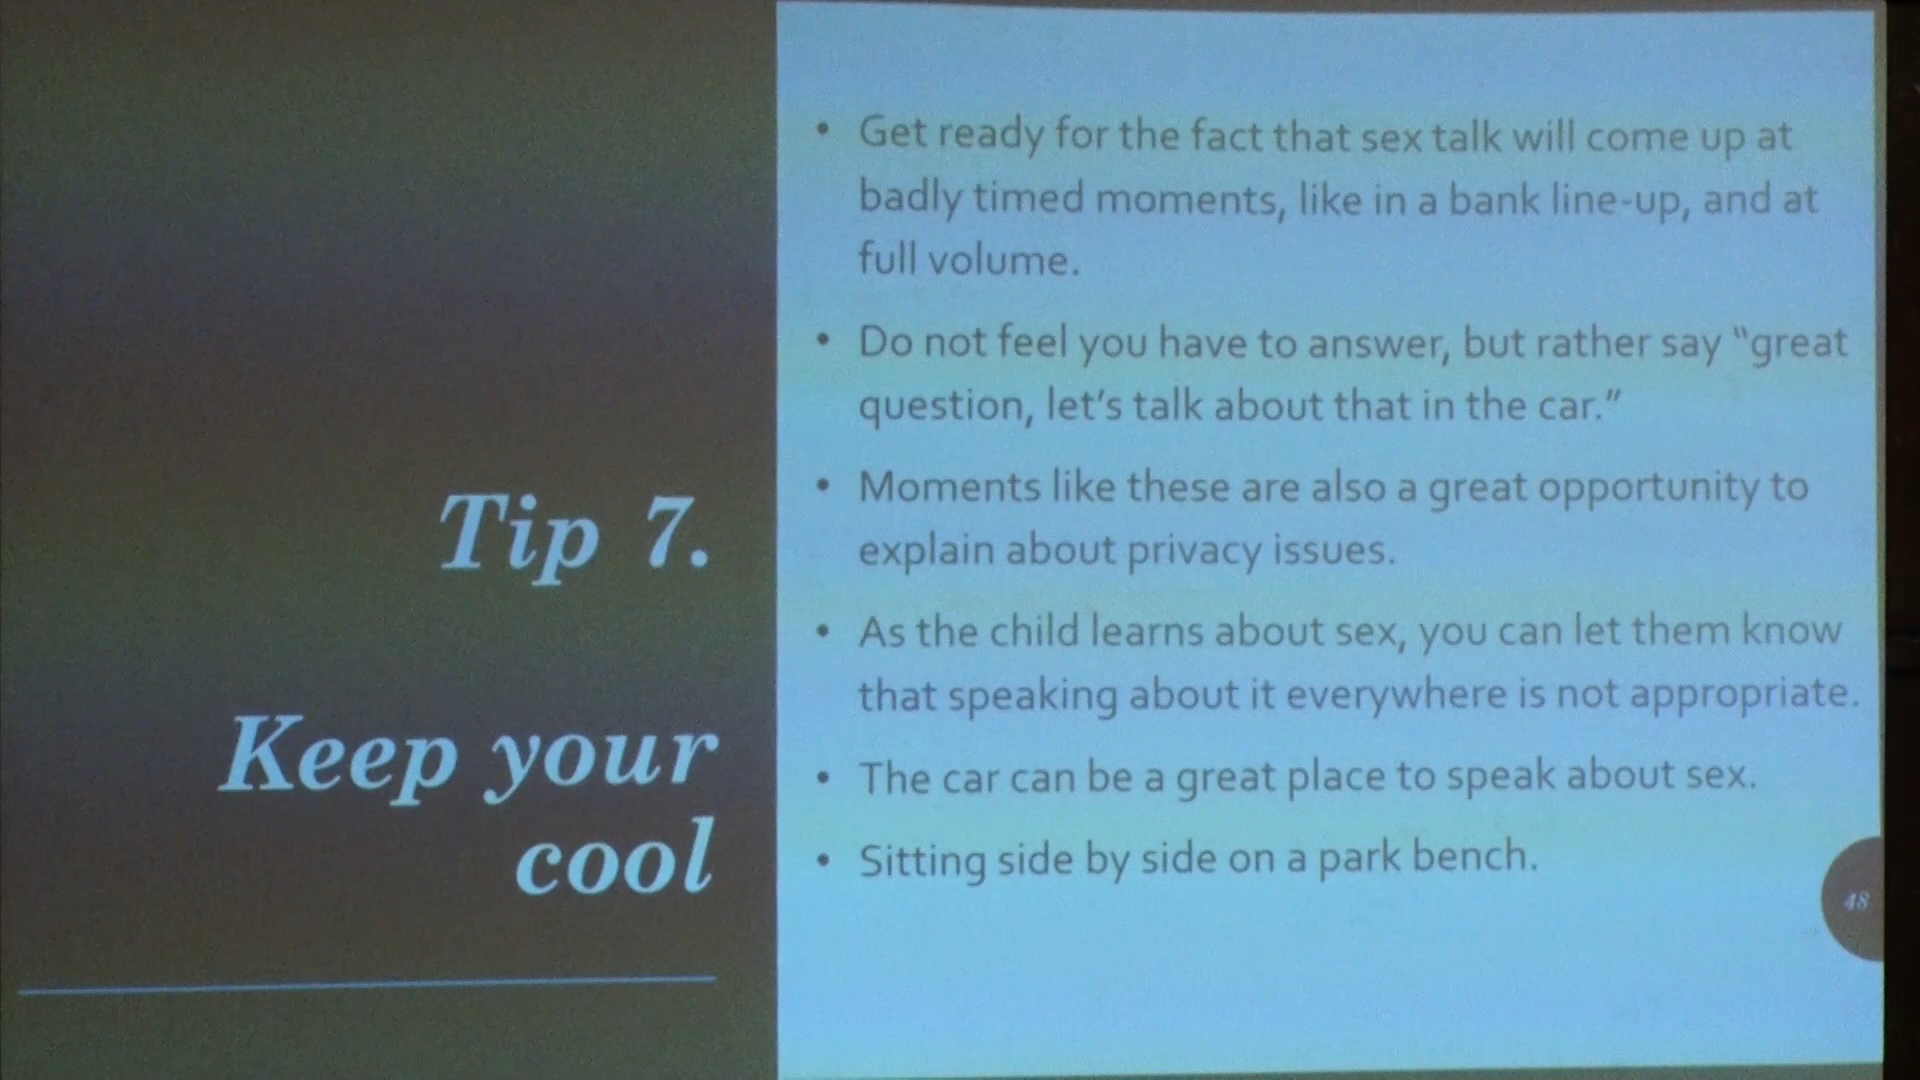 Tip 7.
Keep your
cool
• Get ready for the fact that sex talk will come up at
badly timed moments, like in a bank line-up, and at
full volume.
• Do not feel you have to answer, but rather say “great
question, let’s talk about that in the car.”
• Moments like these are also a great opportunity to
explain about privacy issues.
• As the child learns about sex, you can let them know
that speaking about it everywhere is not appropriate.
• The car can be a great place to speak about sex.
• Sitting side by side on a park bench.
48